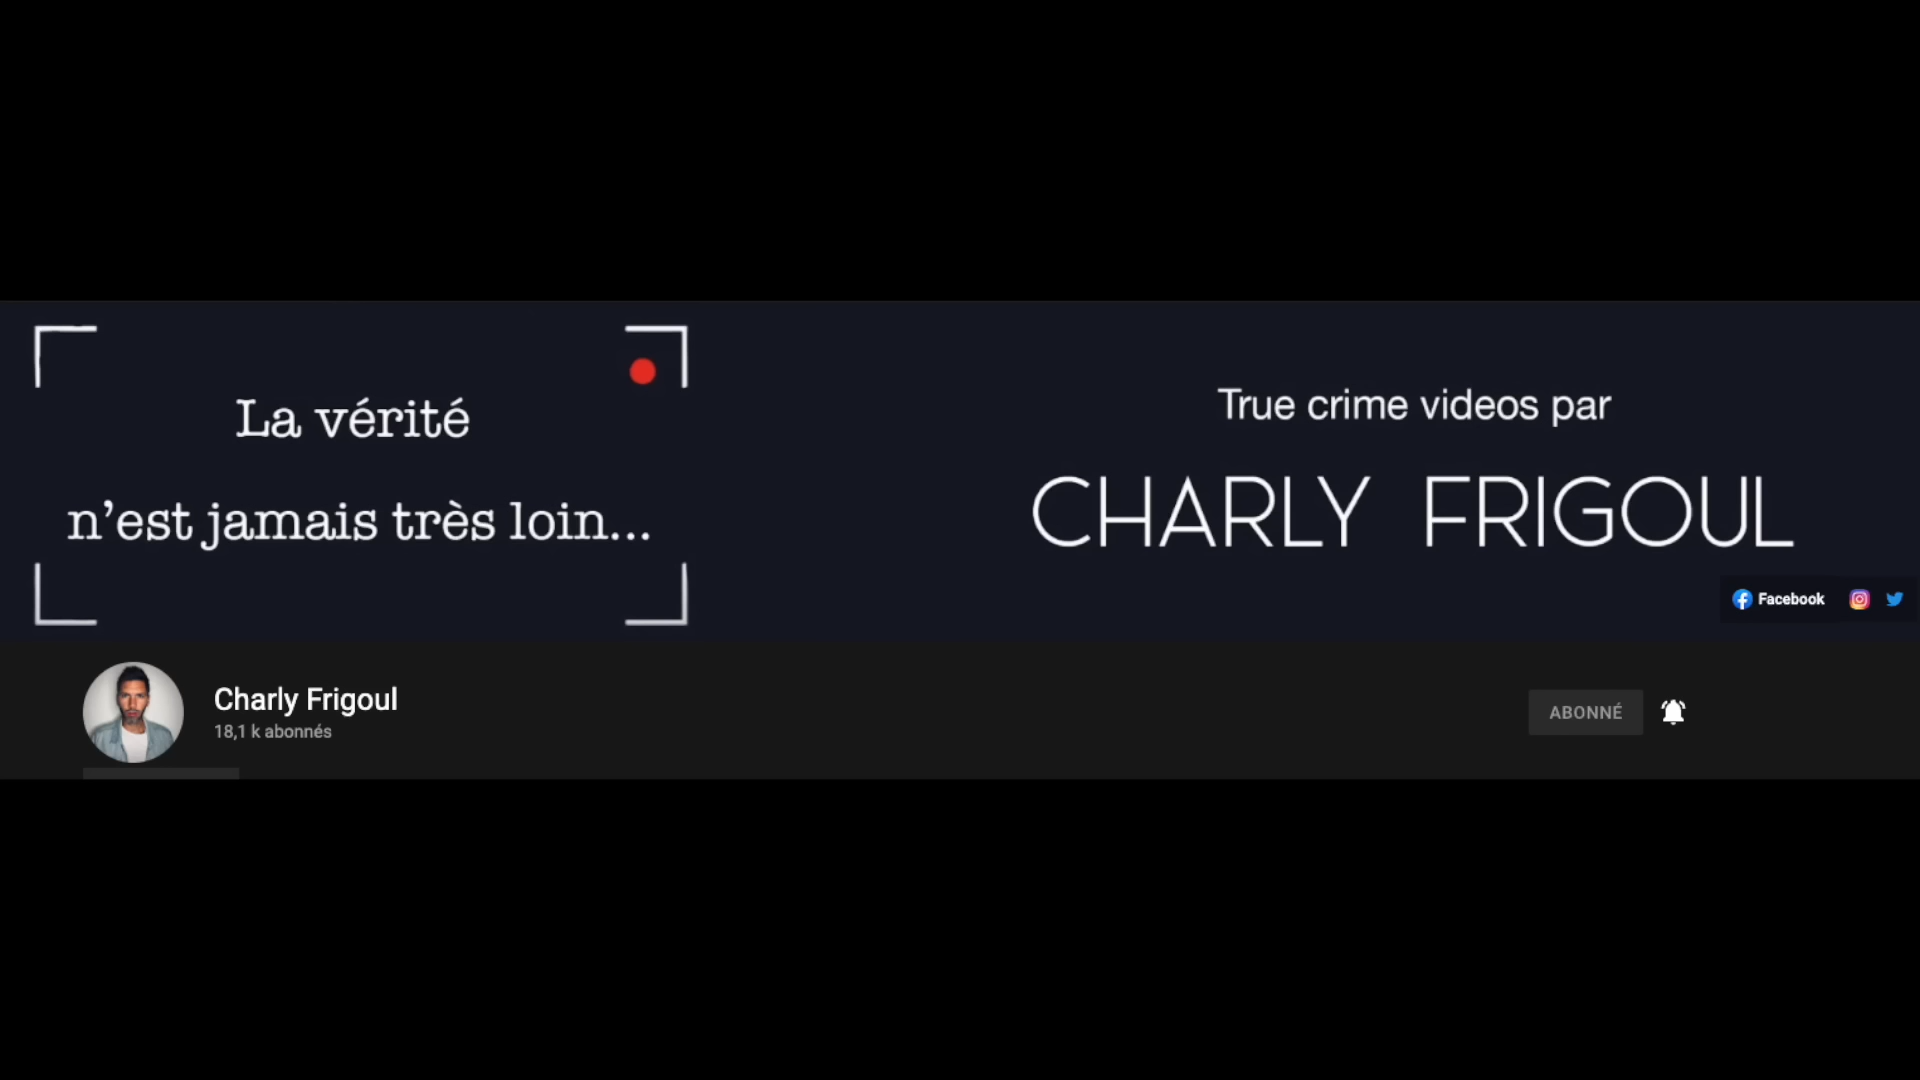 La vérité
n’est jamais très loin...
True crime videos par
CHARLY FRIGOUL
Facebook
Charly Frigoul
18,1 k abonnés
ABONNÉ